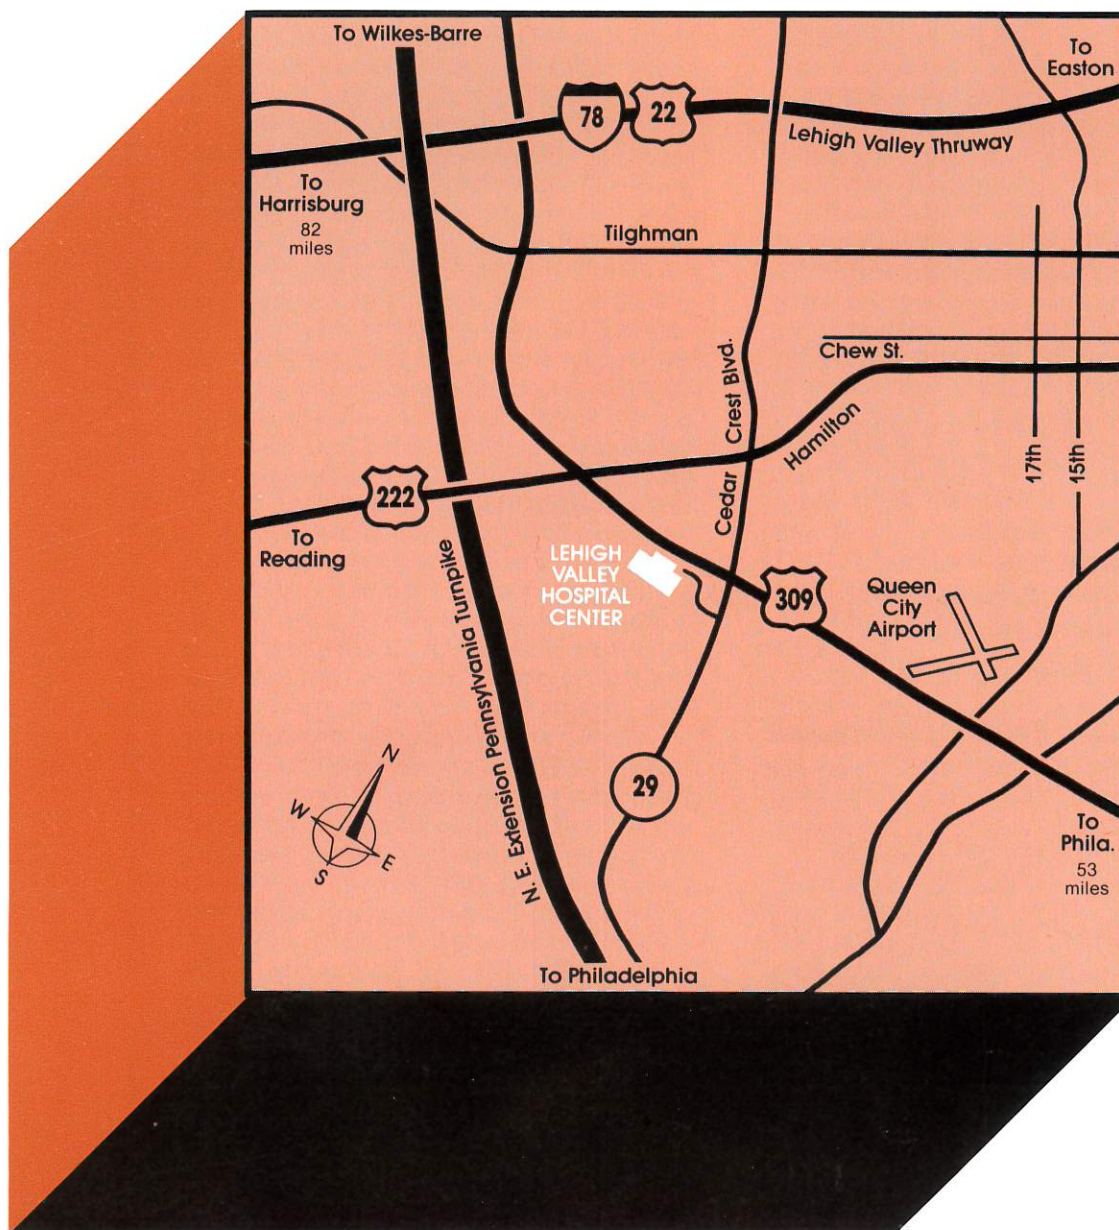 To Wilkes-Barre
To
Easton
78
22
Lehigh Valley Thruway
To
Harrisburg
82
miles
Tilghman
Chew St.
Cedar Crest Blvd.
Hamilton
17th
15th
222
To
Reading
LEHIGH
VALLEY
HOSPITAL
CENTER
309
Queen
City
Airport
N. E. Extension Pennsylvania Turnpike
N
W
E
S
29
To
Phila.
53
miles
To Philadelphia